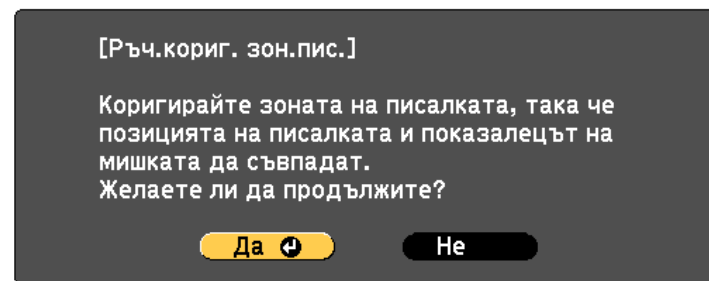 [Ръч.кориг. зон.пис.]
Коригирайте зоната на писалката, така че
позицията на писалката и показалецът на
мишката да съвпадат.
Желаете ли да продължите?
Да Не